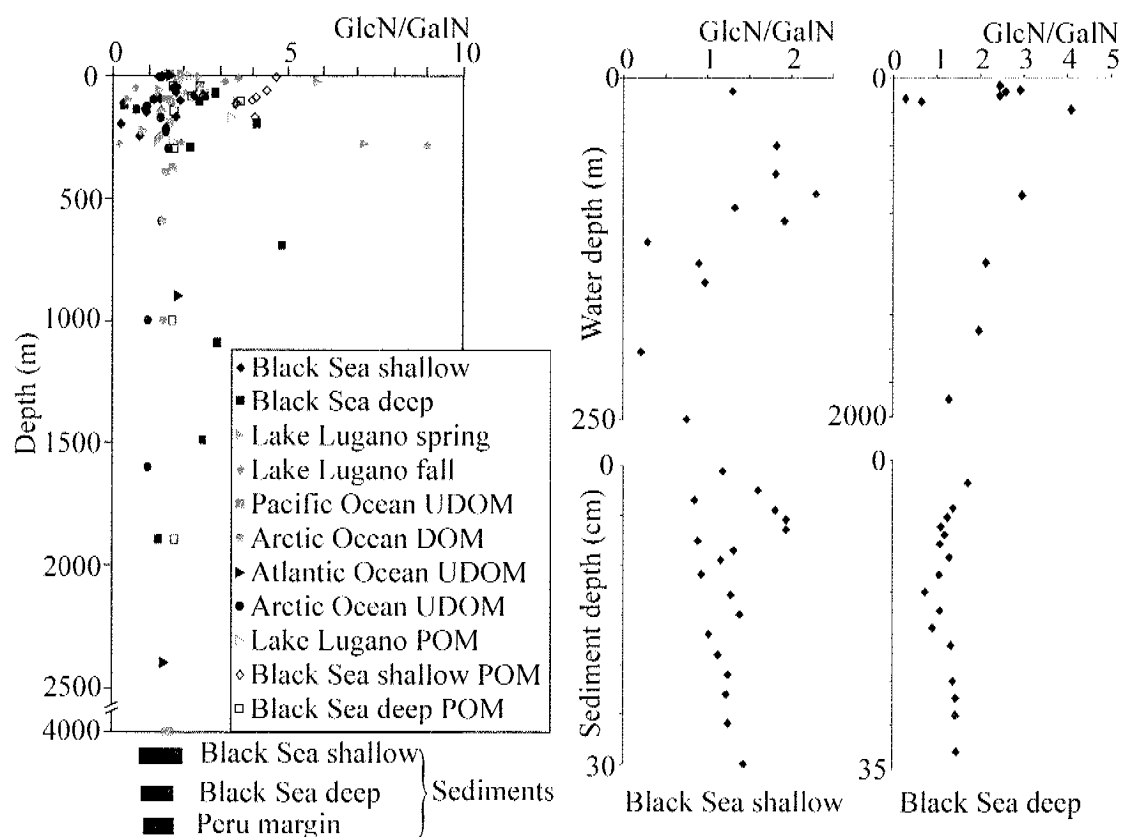 GlcN/GalN
0 5 10
0
500
1000
1500
2000
2500
4000
Depth (m)
Black Sea shallow
Black Sea deep
Lake Lugano spring
Lake Lugano fall
Pacific Ocean UDOM
Arctic Ocean DOM
Atlantic Ocean UDOM
Arctic Ocean UDOM
Lake Lugano POM
Black Sea shallow POM
Black Sea deep POM
Black Sea shallow
Black Sea deep
Peru margin
Sediments
GlcN/GalN
0 1 2
0
250
Water depth (m)
0
30
Sediment depth (cm)
Black Sea shallow
GlcN/GalN
0 1 2 3 4 5
0
2000
0
35
Black Sea deep